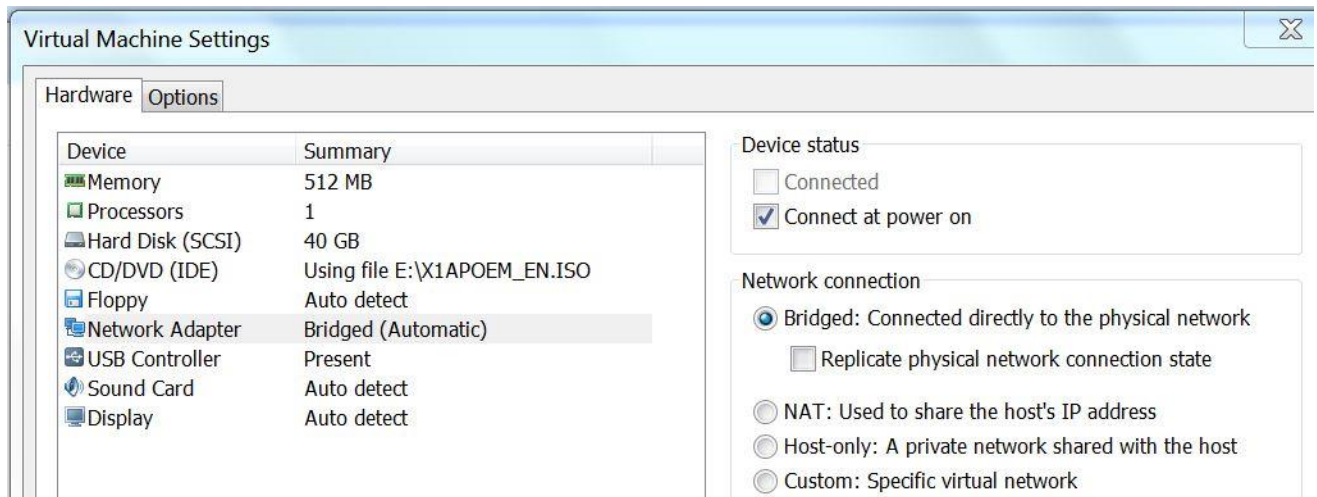 Virtual Machine Settings
Hardware Options
Device Summary
Memory 512 MB
Processors 1
Hard Disk (SCSI) 40 GB
CD/DVD (IDE) Using file E:\X1APOEM_EN.ISO
Floppy Auto detect
Network Adapter Bridged (Automatic)
USB Controller Present
Sound Card Auto detect
Display Auto detect
Device status
Connected
Connect at power on
Network connection
Bridged: Connected directly to the physical network
Replicate physical network connection state
NAT: Used to share the host's IP address
Host-only: A private network shared with the host
Custom: Specific virtual network